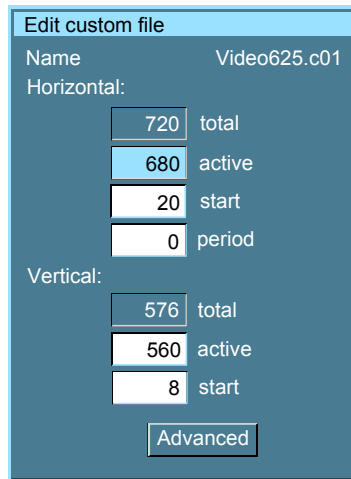 Edit custom file
Name Video625.c01
Horizontal:
720 total
680 active
20 start
0 period
Vertical:
576 total
560 active
8 start
Advanced